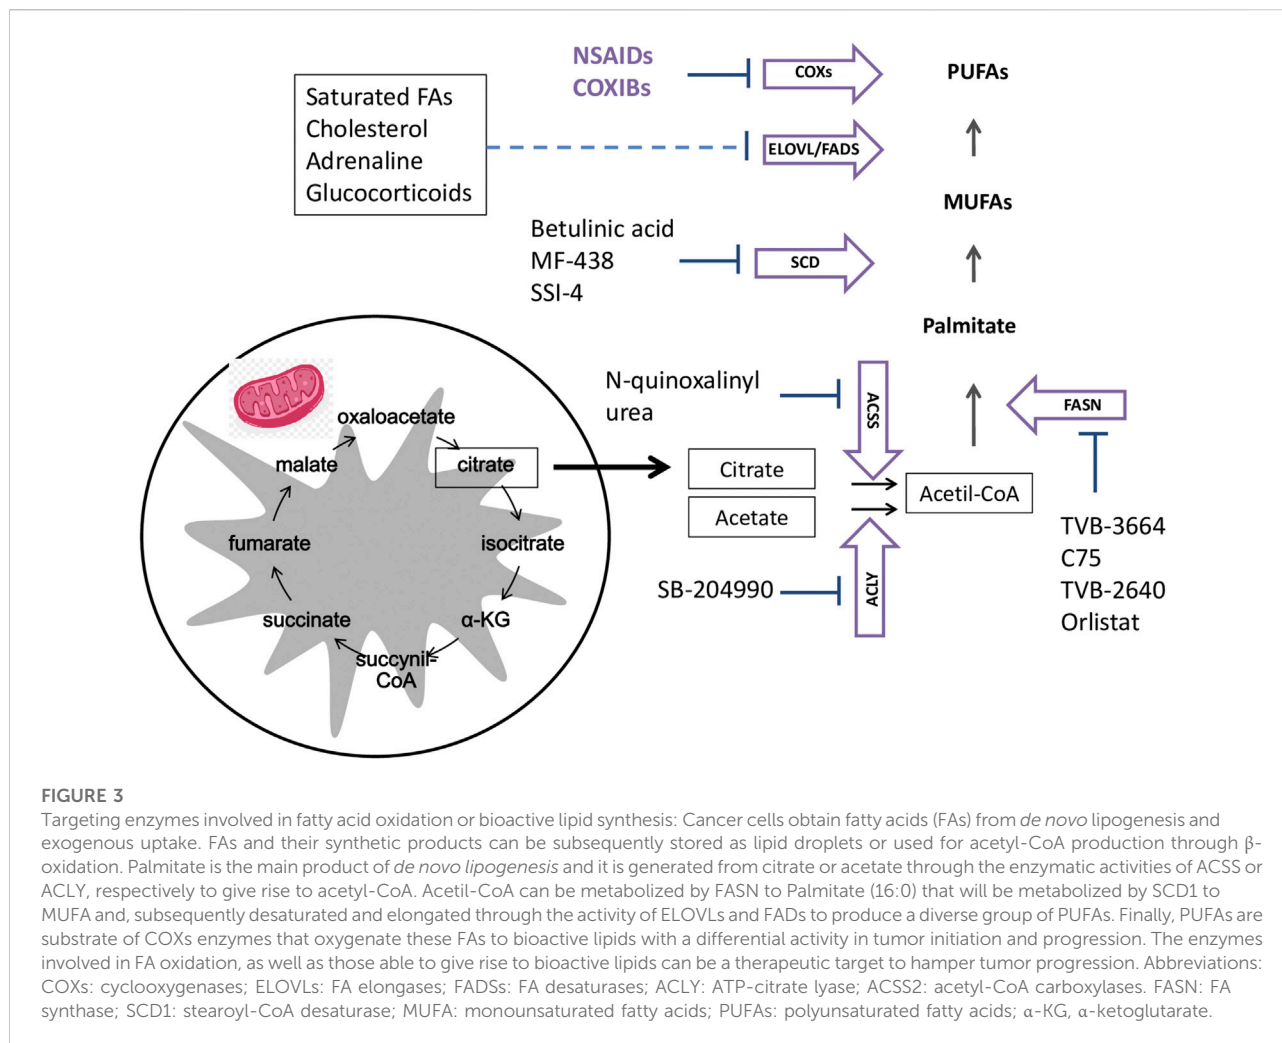 NSAIDs
COXIBs
COXs
PUFAs
Saturated FAs
Cholesterol
Adrenaline
Glucocorticoids
ELOVL/FADS
MUFAs
Betulinic acid
MF-438
SSI-4
SCD
Palmitate
N-quinoxalinyl
urea
ACSS
FASN
oxaloacetate
malate
citrate
fumarate
isocitrate
succinate
α-KG
succynil-
CoA
Citrate
Acetate
Acetil-CoA
SB-204990
ACLY
TVB-3664
C75
TVB-2640
Orlistat
FIGURE 3
Targeting enzymes involved in fatty acid oxidation or bioactive lipid synthesis: Cancer cells obtain fatty acids (FAs) from de novo lipogenesis and
exogenous uptake. FAs and their synthetic products can be subsequently stored as lipid droplets or used for acetyl-CoA production through β-
oxidation. Palmitate is the main product of de novo lipogenesis and it is generated from citrate or acetate through the enzymatic activities of ACSS or
ACLY, respectively to give rise to acetyl-CoA. Acetil-CoA can be metabolized by FASN to Palmitate (16:0) that will be metabolized by SCD1 to
MUFA and, subsequently desaturated and elongated through the activity of ELOVLs and FADs to produce a diverse group of PUFAs. Finally, PUFAs are
substrate of COXs enzymes that oxygenate these FAs to bioactive lipids with a differential activity in tumor initiation and progression. The enzymes
involved in FA oxidation, as well as those able to give rise to bioactive lipids can be a therapeutic target to hamper tumor progression. Abbreviations:
COXs: cyclooxygenases; ELOVLs: FA elongases; FADSs: FA desaturases; ACLY: ATP-citrate lyase; ACSS2: acetyl-CoA carboxylases. FASN: FA
synthase; SCD1: stearoyl-CoA desaturase; MUFA: monounsaturated fatty acids; PUFAs: polyunsaturated fatty acids; α-KG, α-ketoglutarate.